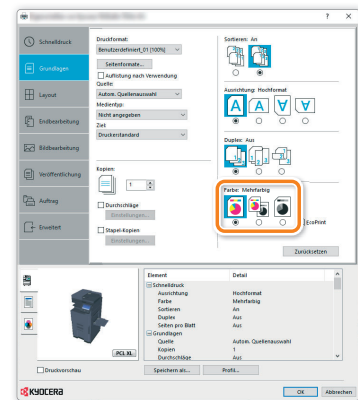 ? ×
Schnelldruck
Grundlagen
Layout
Endbearbeitung
Bildbearbeitung
Veröffentlichung
Auftrag
Erweitert
Druckformat:
Benutzerdefiniert_01 (100%)
Seitenformate...
Auflistung nach Verwendung
Quelle
Autom. Quellenauswahl
Medientyp:
Nicht angegeben
Ziel:
Druckerstandard
Kopien:
1
Durchschläge
Einstellungen...
Stapel-Kopien
Einstellungen...
Sortieren: An
Ausrichtung: Hochformat
A A A A
Duplex: Aus
Farbe: Mehrfarbig
EcoPrint
Zurücksetzen
PCL XL
Druckvorschau
Element Detail
Schnelldruck
Ausrichtung Hochformat
Farbe Mehrfarbig
Sortieren An
Duplex Aus
Seiten pro Blatt Aus
Grundlagen
Quelle Autom. Quellenauswahl
Kopien 1
Durchschläge Aus
Speichern als... Profil...
KYOCERA
OK Abbrechen